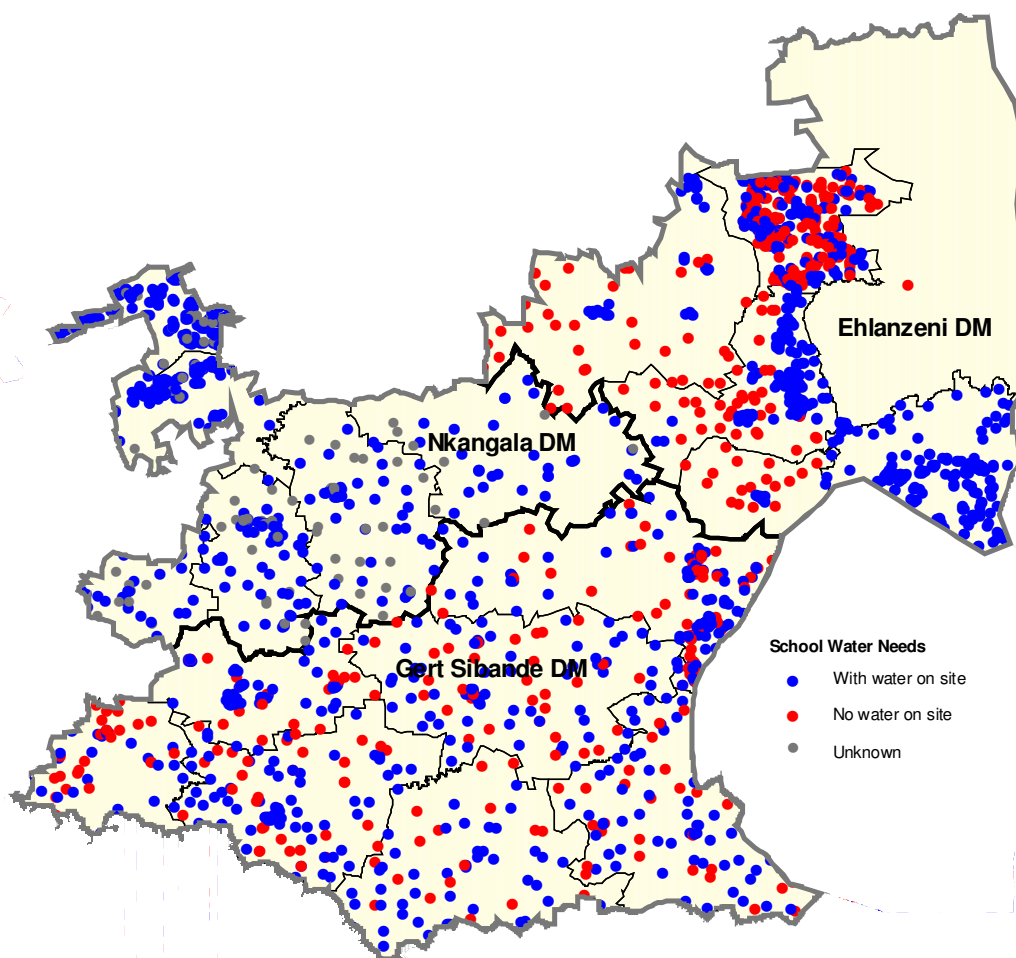 Ehlanzeni DM
Nkangala DM
Gert Sibande DM
School Water Needs
With water on site
No water on site
Unknown